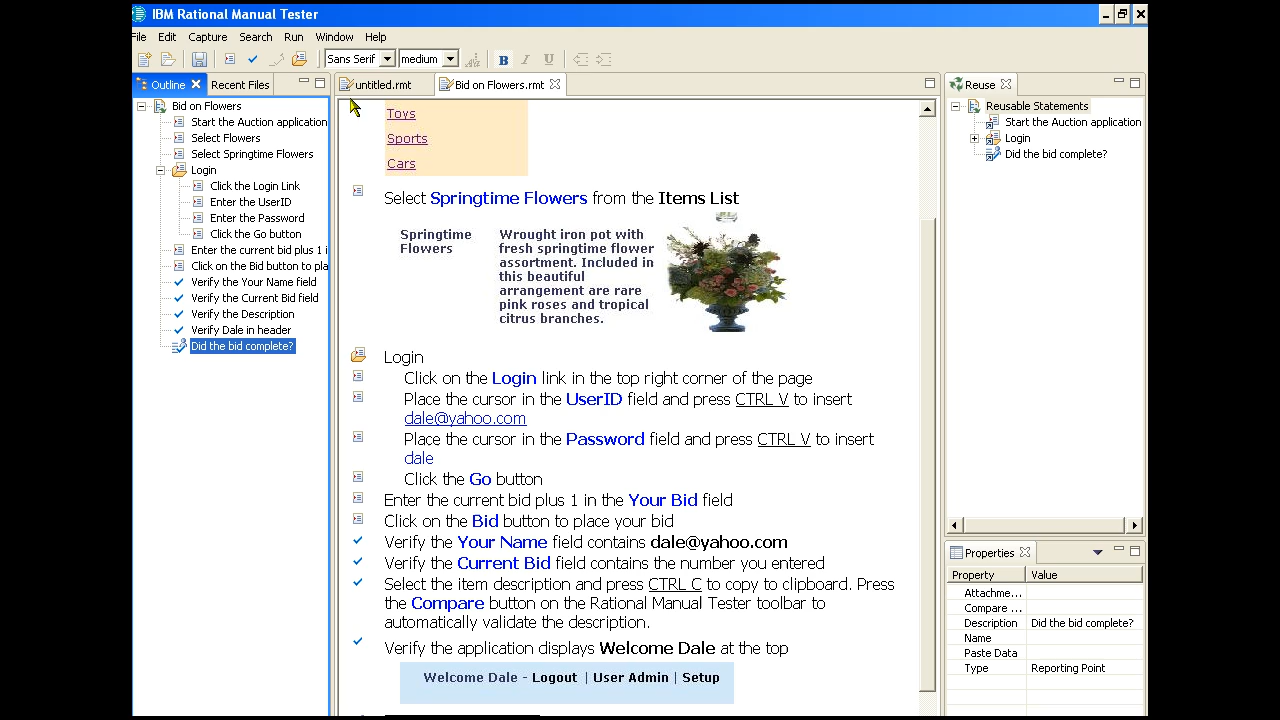 IBM Rational Manual Tester
File Edit Capture Search Run Window Help
Sans Serif medium B I U
Outline Recent Files
Bid on Flowers
Start the Auction application
Select Flowers
Select Springtime Flowers
Login
Click the Login Link
Enter the UserID
Enter the Password
Click the Go button
Enter the current bid plus 1 i
Click on the Bid button to pla
Verify the Your Name field
Verify the Current Bid field
Verify the Description
Verify Dale in header
Did the bid complete?
untitled.rmt Bid on Flowers.rmt
Toys
Sports
Cars
Select Springtime Flowers from the Items List
Springtime
Flowers
Wrought iron pot with
fresh springtime flower
assortment. Included in
this beautiful
arrangement are rare
pink roses and tropical
citrus branches.
Login
Click on the Login link in the top right corner of the page
Place the cursor in the UserID field and press CTRL V to insert
dale@yahoo.com
Place the cursor in the Password field and press CTRL V to insert
dale
Click the Go button
Enter the current bid plus 1 in the Your Bid field
Click on the Bid button to place your bid
Verify the Your Name field contains dale@yahoo.com
Verify the Current Bid field contains the number you entered
Select the item description and press CTRL C to copy to clipboard. Press
the Compare button on the Rational Manual Tester toolbar to
automatically validate the description.
Verify the application displays Welcome Dale at the top
Welcome Dale - Logout | User Admin | Setup
Reuse
Reusable Statements
Start the Auction application
Login
Did the bid complete?
Properties
Property Value
Attachme...
Compare ...
Description Did the bid complete?
Name
Paste Data
Type Reporting Point